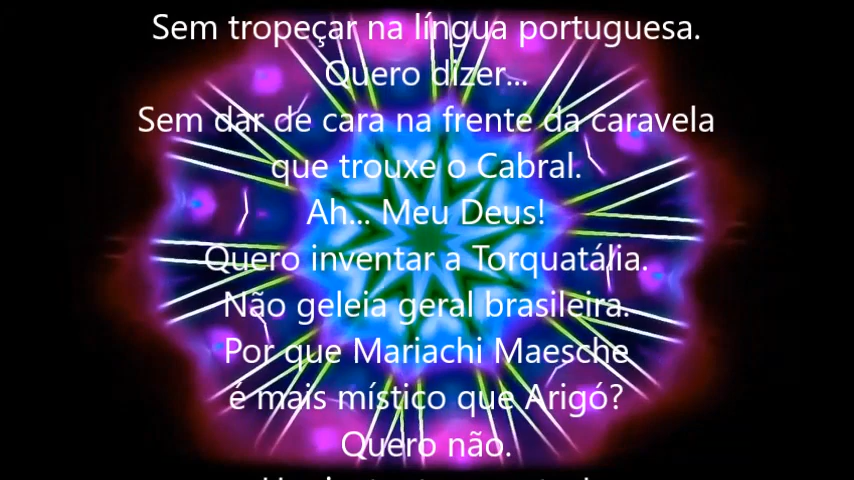 Sem tropeçar na língua portuguesa.
Quero dizer...
Sem dar de cara na frente da caravela
que trouxe o Cabral.
Ah... Meu Deus!
Quero inventar a Torquatália.
Não geleia geral brasileira.
Por que Mariachi Maesche
é mais místico que Arigó?
Quero não.